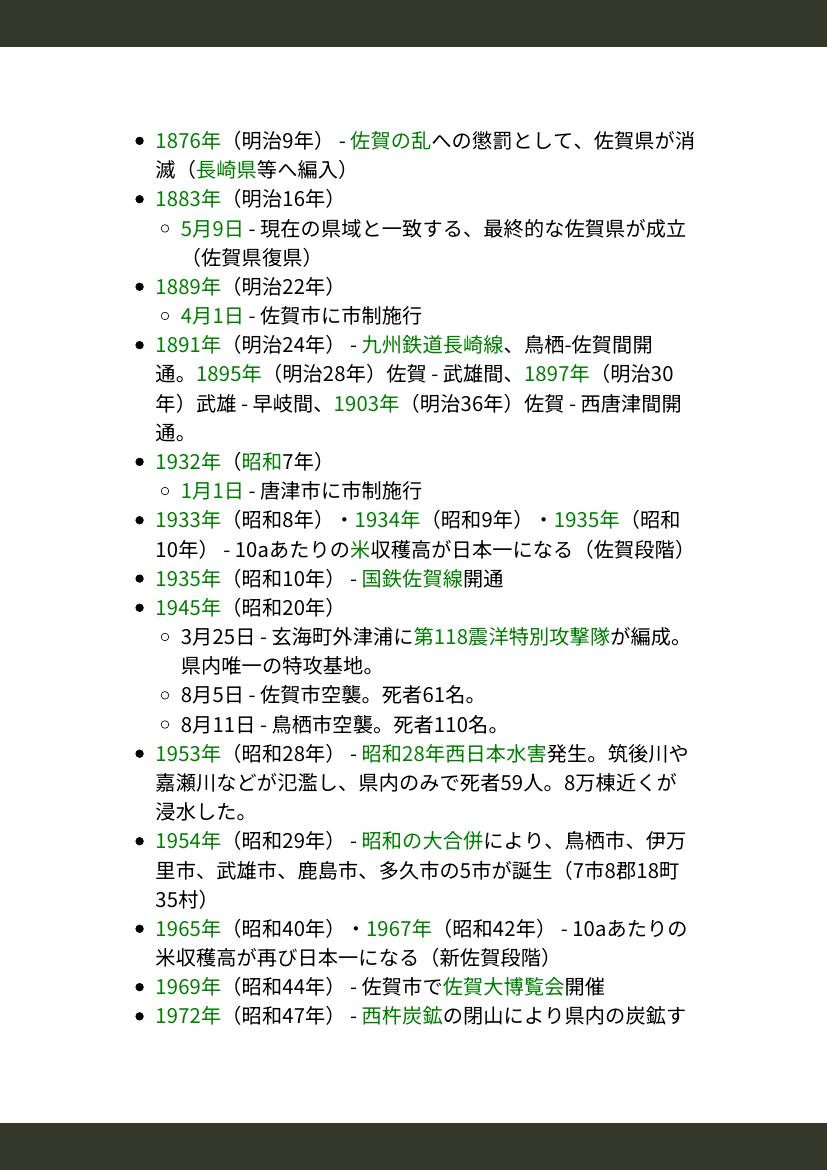 • 1876年（明治9年） - 佐賀の乱への懲罰として、佐賀県が消
滅（長崎県等へ編入）
• 1883年（明治16年）
◦ 5月9日 - 現在の県域と一致する、最終的な佐賀県が成立
（佐賀県復県）
• 1889年（明治22年）
◦ 4月1日 - 佐賀市に市制施行
• 1891年（明治24年） - 九州鉄道長崎線、鳥栖-佐賀間開
通。1895年（明治28年）佐賀 - 武雄間、1897年（明治30
年）武雄 - 早岐間、1903年（明治36年）佐賀 - 西唐津間開
通。
• 1932年（昭和7年）
◦ 1月1日 - 唐津市に市制施行
• 1933年（昭和8年）・1934年（昭和9年）・1935年（昭和
10年） - 10aあたりの米収穫高が日本一になる（佐賀段階）
• 1935年（昭和10年） - 国鉄佐賀線開通
• 1945年（昭和20年）
◦ 3月25日 - 玄海町外津浦に第118震洋特別攻撃隊が編成。
県内唯一の特攻基地。
◦ 8月5日 - 佐賀市空襲。死者61名。
◦ 8月11日 - 鳥栖市空襲。死者110名。
• 1953年（昭和28年） - 昭和28年西日本水害発生。筑後川や
嘉瀬川などが氾濫し、県内のみで死者59人。8万棟近くが
浸水した。
• 1954年（昭和29年） - 昭和の大合併により、鳥栖市、伊万
里市、武雄市、鹿島市、多久市の5市が誕生（7市8郡18町
35村）
• 1965年（昭和40年）・1967年（昭和42年） - 10aあたりの
米収穫高が再び日本一になる（新佐賀段階）
• 1969年（昭和44年） - 佐賀市で佐賀大博覧会開催
• 1972年（昭和47年） - 西杵炭鉱の閉山により県内の炭鉱す